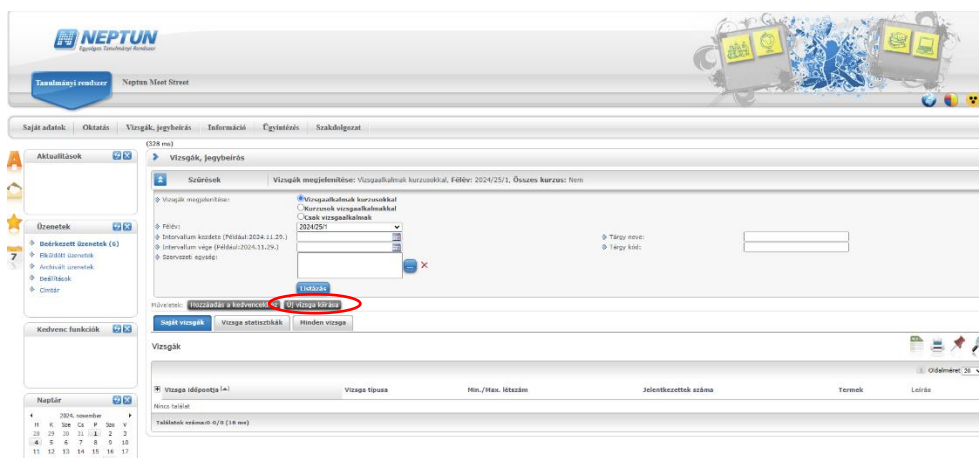 NEPTUN
Egységes Tanulmányi Rendszer
Tanulmányi rendszer
Neptun Meet Street
Saját adatok Oktatás Vizsgák, jegybeírás Információ Ügyintézés Szakdolgozat
(328 ms)
Aktualitások
Vizsgák, jegybeírás
Szűrések Vizsgák megjelenítése: Vizsgaalkalmak kurzusokkal, Félév: 2024/25/1, Összes kurzus: Nem
Vizsgák megjelenítése:
Vizsgaalkalmak kurzusokkal
Kurzusok vizsgaalkalmakkal
Csak vizsgaalkalmak
Félév: 2024/25/1
Intervallum kezdete (Például:2024.11.29.) Tárgy neve:
Intervallum vége (Például:2024.11.29.) Tárgy kód:
Szervezeti egység:
Listázás
Üzenetek
Beérkezett üzenetek (6)
Elküldött üzenetek
Archivált üzenetek
Beállítások
Címtár
7
Műveletek: Hozzáadás a kedvencekhez Új vizsga kiírása
Saját vizsgák Vizsga statisztikák Minden vizsga
Kedvenc funkciók
Vizsgák
1 Oldalméret 20
Vizsga időpontja Vizsga típusa Min./Max. létszám Jelentkezettek száma Termek Leírás
Nincs találat
Találatok száma:0-0/0 (16 ms)
Naptár
2024. november
H K Sze Cs P Szo V
28 29 30 31 1 2 3
4 5 6 7 8 9 10
11 12 13 14 15 16 17